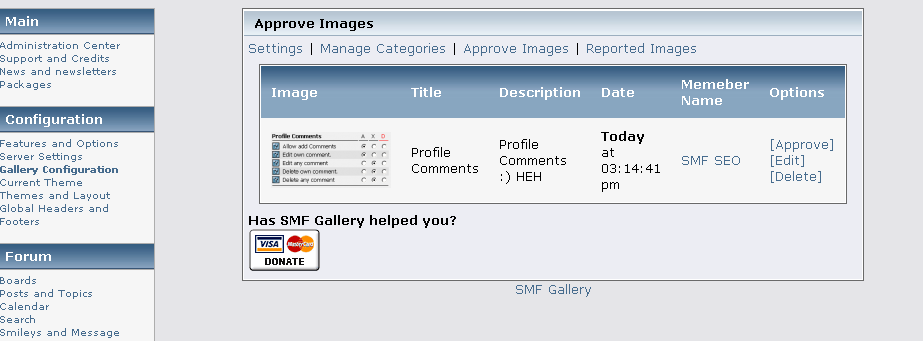 Main
Administration Center
Support and Credits
News and newsletters
Packages
Configuration
Features and Options
Server Settings
Gallery Configuration
Current Theme
Themes and Layout
Global Headers and
Footers
Forum
Boards
Posts and Topics
Calendar
Search
Smileys and Message
Approve Images
Settings | Manage Categories | Approve Images | Reported Images
Image Title Description Date Memeber Name Options
Profile Comments A X D
Allow add Comments
Edit own comment.
Edit any comment
Delete own comment.
Delete any comment
Profile
Comments
Profile
Comments
:) HEH
Today
at
03:14:41
pm
SMF SEO
[Approve]
[Edit]
[Delete]
Has SMF Gallery helped you?
VISA MasterCard
DONATE
SMF Gallery